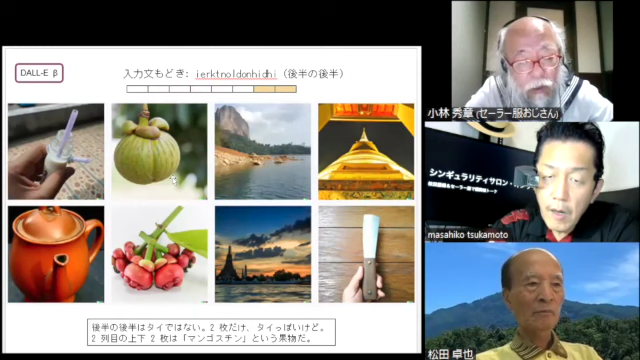 DALL-E β
入力文もどき: ierktnoldonhidhi (後半の後半)
後半の後半はタイではない。2 枚だけ、タイっぽいけど。
2 列目の上下 2 枚は「マンゴスチン」という果物だ。
小林 秀章 (セーラー服おじさん)
シンギュラリティサロン・
masahiko tsukamoto
松田 卓也